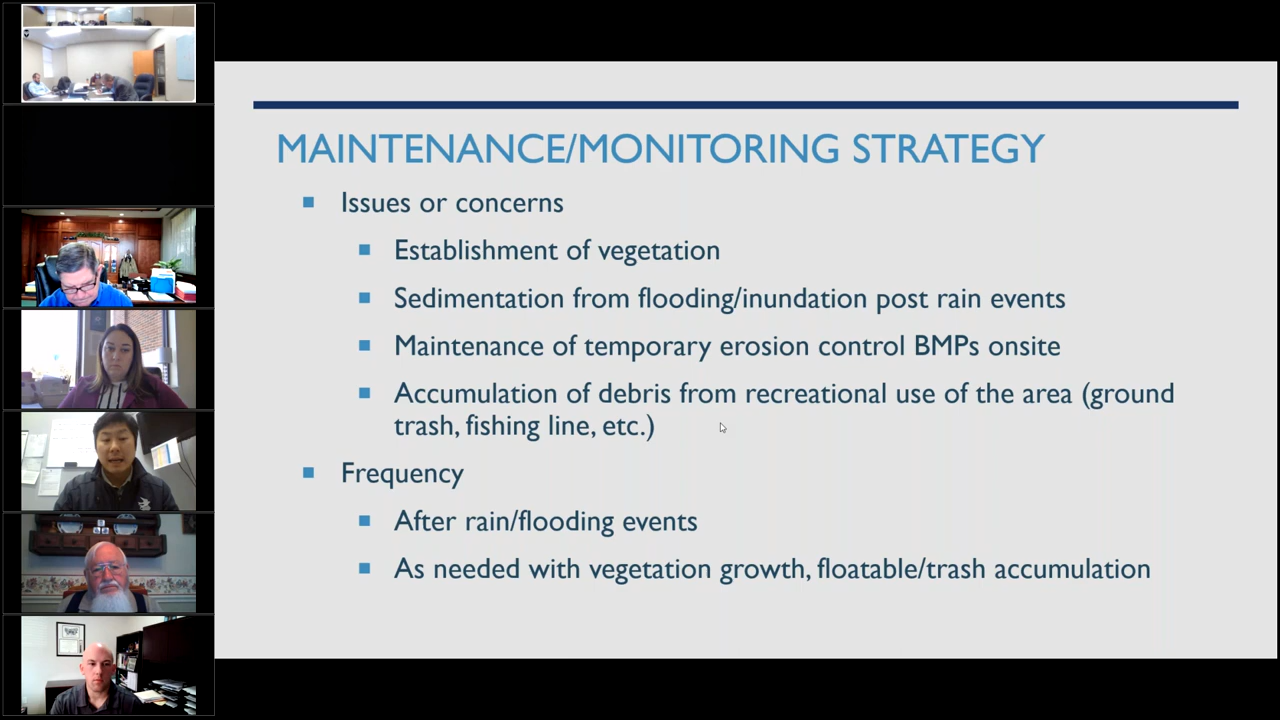 MAINTENANCE/MONITORING STRATEGY
Issues or concerns
Establishment of vegetation
Sedimentation from flooding/inundation post rain events
Maintenance of temporary erosion control BMPs onsite
Accumulation of debris from recreational use of the area (ground
trash, fishing line, etc.)
Frequency
After rain/flooding events
As needed with vegetation growth, floatable/trash accumulation